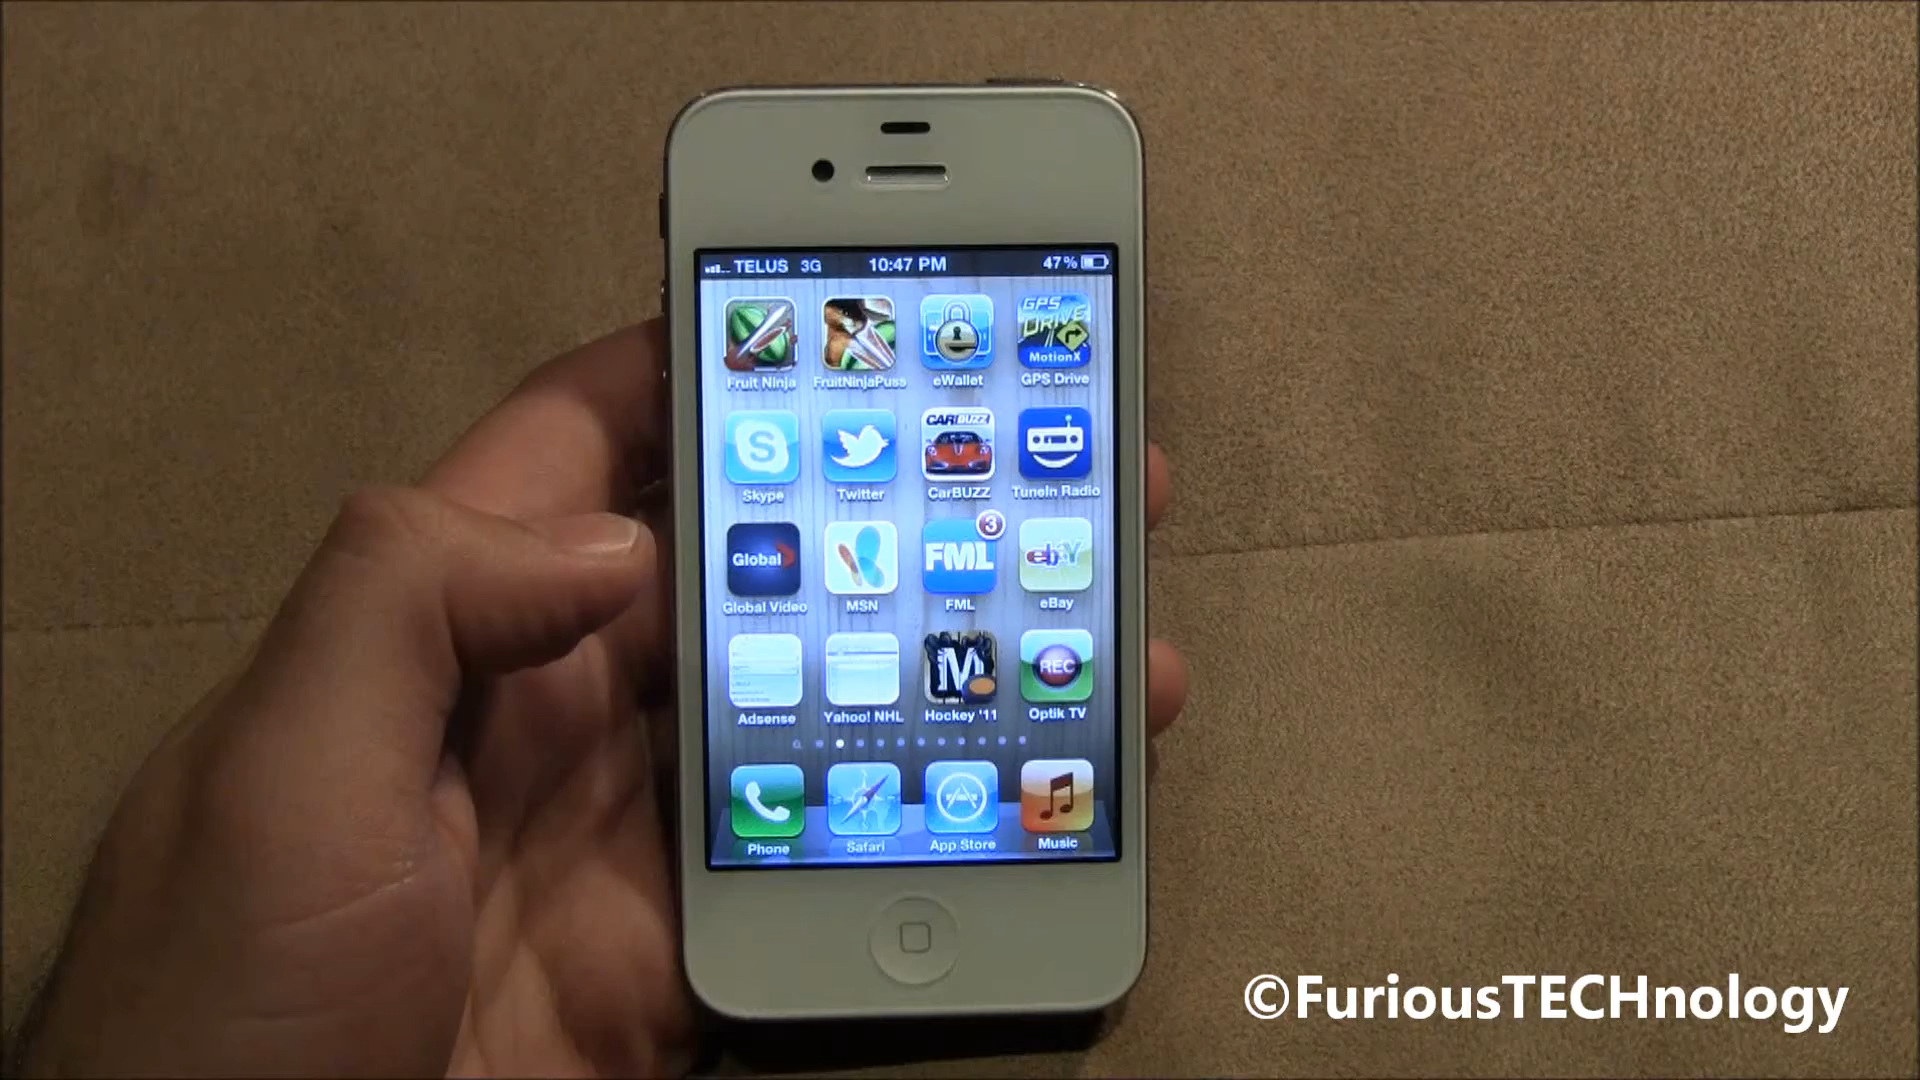 TELUS 3G 10:47 PM 47%
GPS DRIVE MotionX
Fruit Ninja FruitNinjaPuss eWallet GPS Drive
S CARBUZZ
Skype Twitter CarBUZZ TuneIn Radio
Global FML 3 ebY
Global Video MSN FML eBay
M REC
Adsense Yahoo! NHL Hockey '11 Optik TV
Phone Safari App Store Music
©FuriousTECHnology